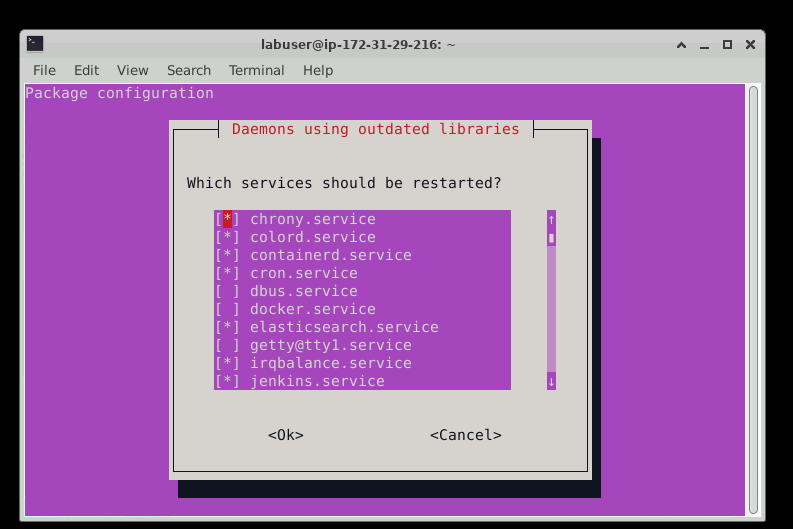 labuser@ip-172-31-29-216: ~
File Edit View Search Terminal Help
Package configuration
Daemons using outdated libraries
Which services should be restarted?
[*] chrony.service
[*] colord.service
[*] containerd.service
[*] cron.service
[ ] dbus.service
[ ] docker.service
[*] elasticsearch.service
[ ] getty@tty1.service
[*] irqbalance.service
[*] jenkins.service
<Ok> <Cancel>